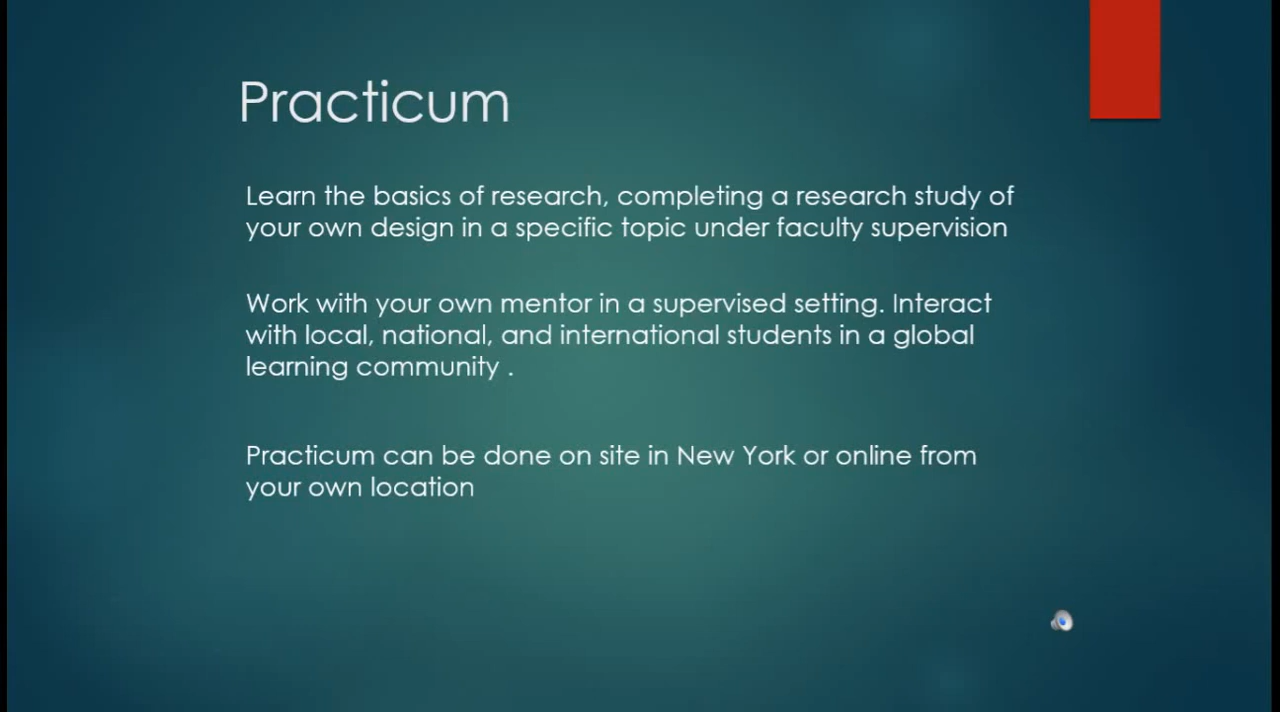 Practicum
Learn the basics of research, completing a research study of
your own design in a specific topic under faculty supervision
Work with your own mentor in a supervised setting. Interact
with local, national, and international students in a global
learning community .
Practicum can be done on site in New York or online from
your own location